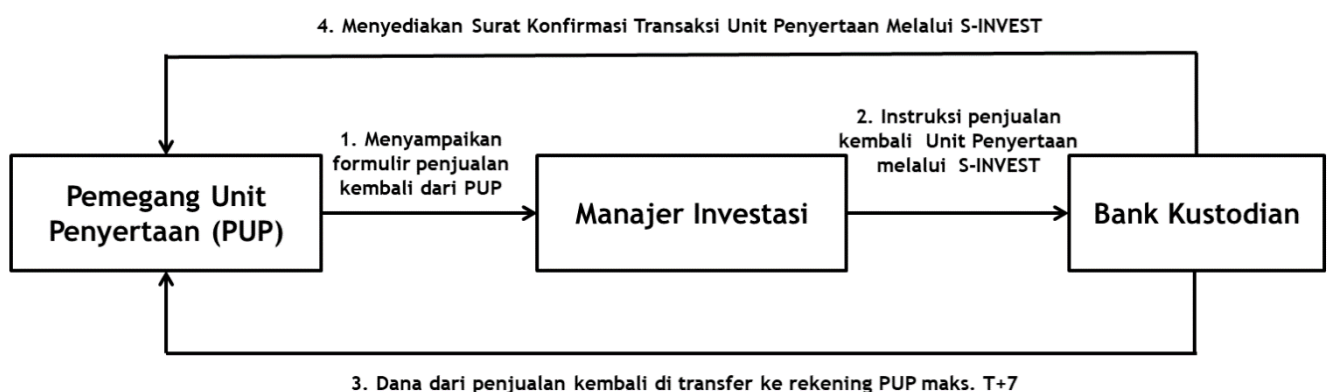 4. Menyediakan Surat Konfirmasi Transaksi Unit Penyertaan Melalui S-INVEST
1. Menyampaikan
formulir penjualan
kembali dari PUP
2. Instruksi penjualan
kembali Unit Penyertaan
melalui S-INVEST
Pemegang Unit
Penyertaan (PUP)
Manajer Investasi
Bank Kustodian
3. Dana dari penjualan kembali di transfer ke rekening PUP maks. T+7